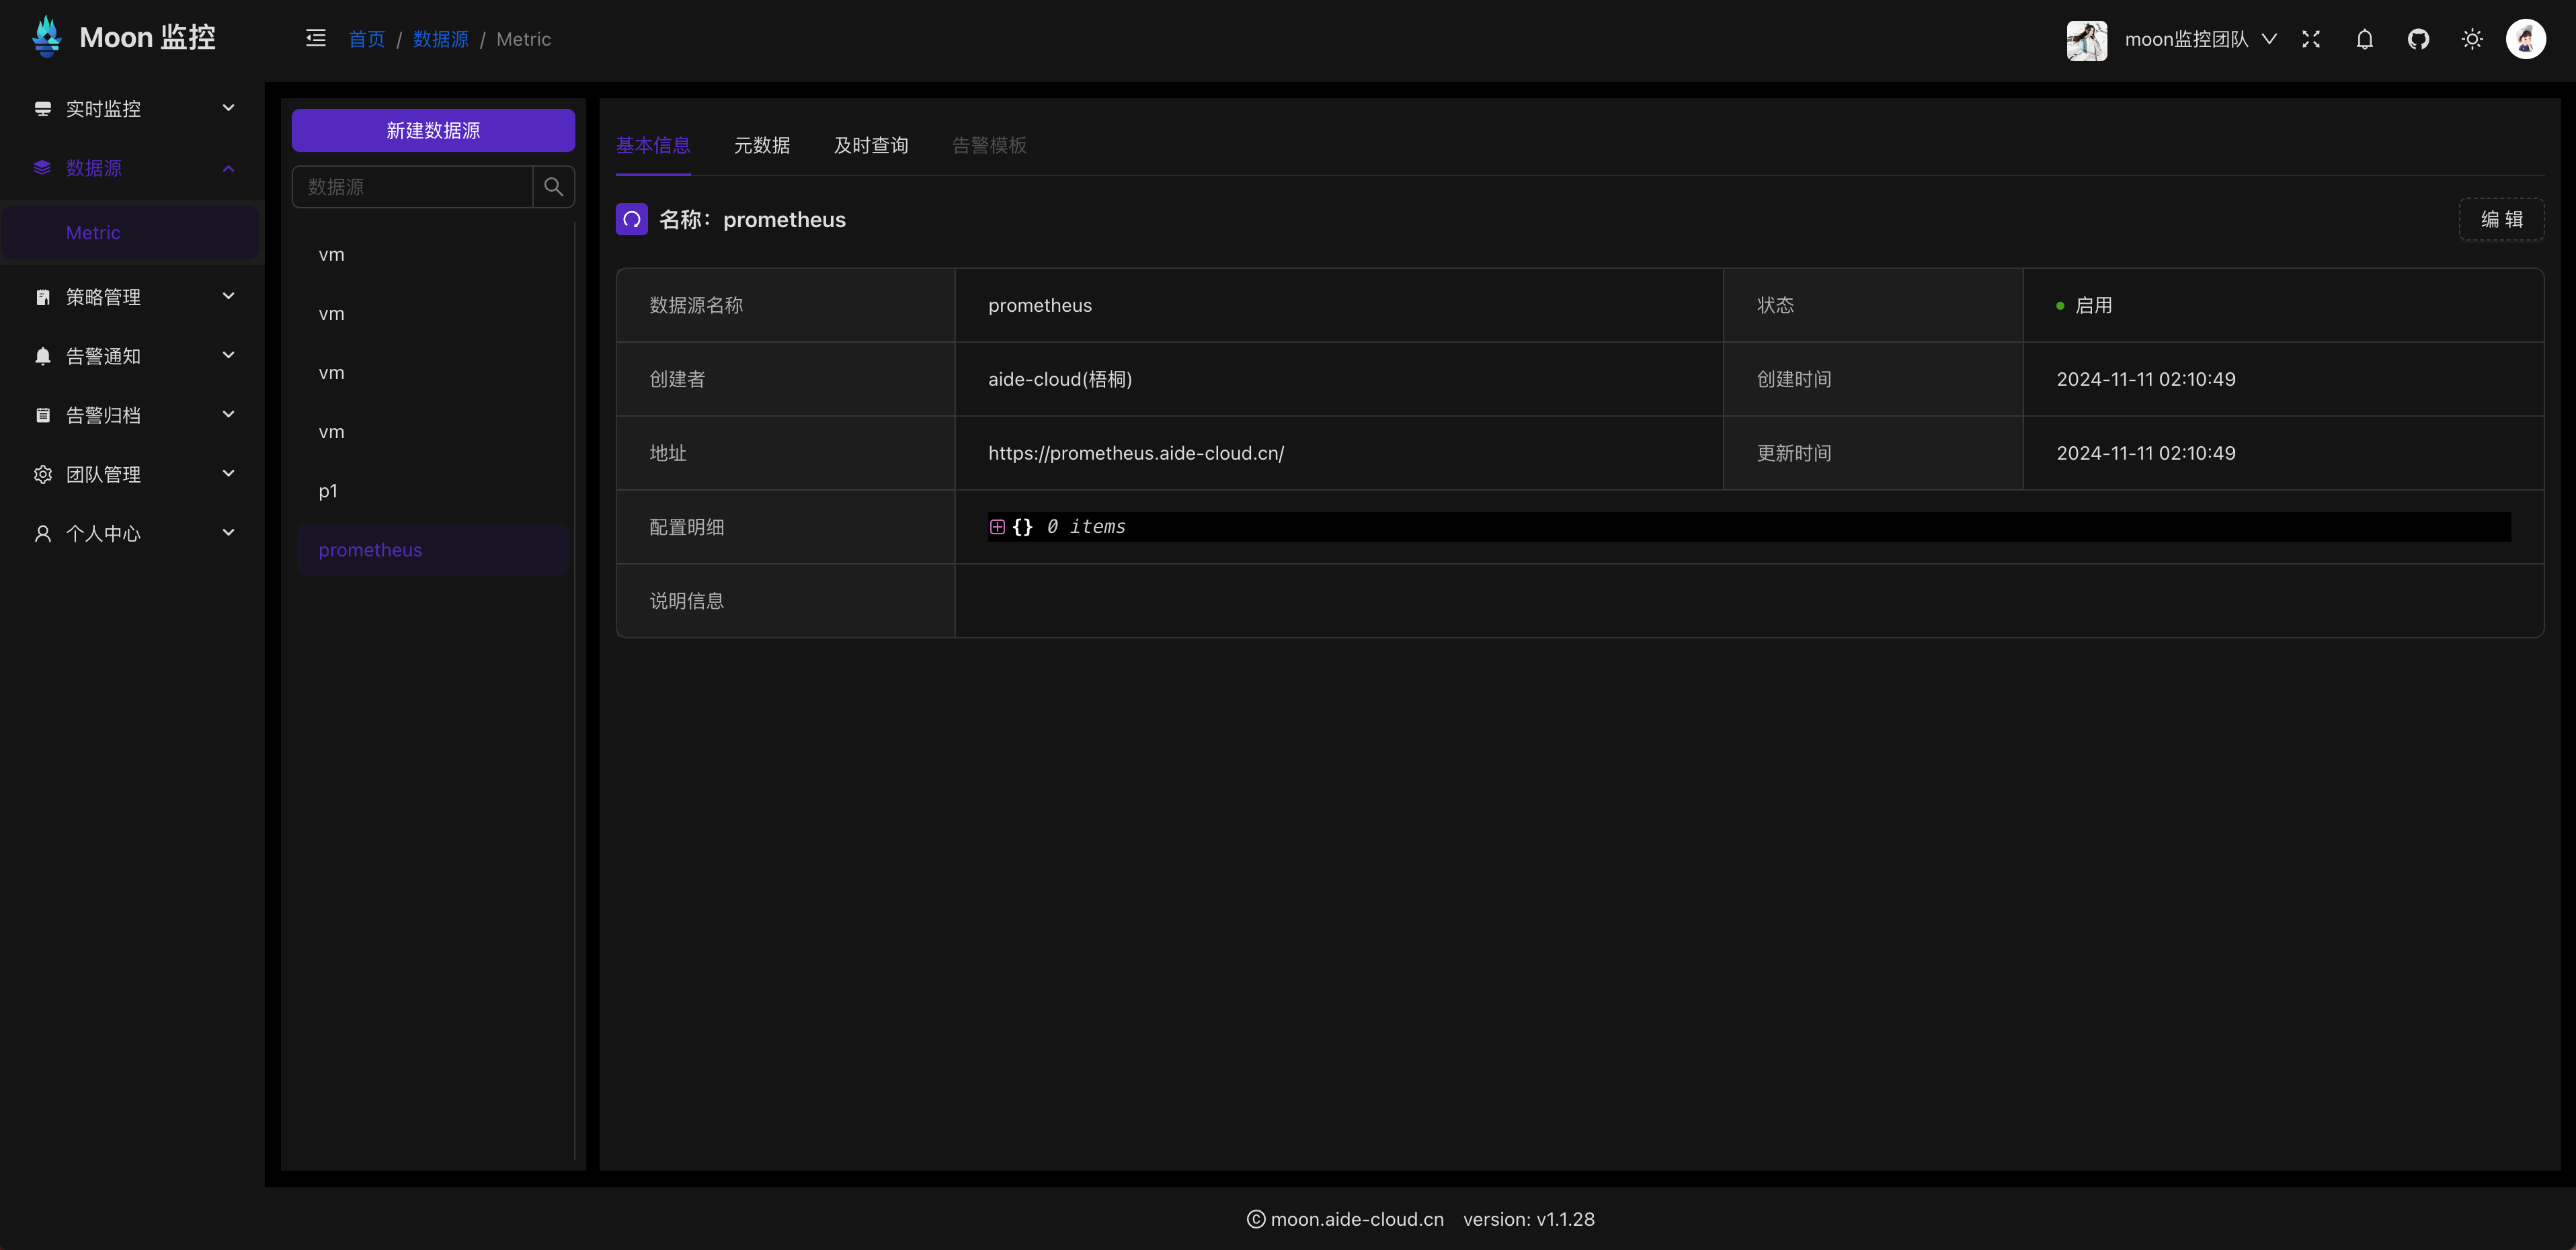 Moon 监控
首页 / 数据源 / Metric
moon监控团队
实时监控
数据源
Metric
策略管理
告警通知
告警归档
团队管理
个人中心
新建数据源
数据源
vm
vm
vm
vm
p1
prometheus
基本信息 元数据 及时查询 告警模板
名称：prometheus
编 辑
数据源名称 prometheus 状态 启用
创建者 aide-cloud(梧桐) 创建时间 2024-11-11 02:10:49
地址 https://prometheus.aide-cloud.cn/ 更新时间 2024-11-11 02:10:49
配置明细 {} 0 items
说明信息
© moon.aide-cloud.cn version: v1.1.28